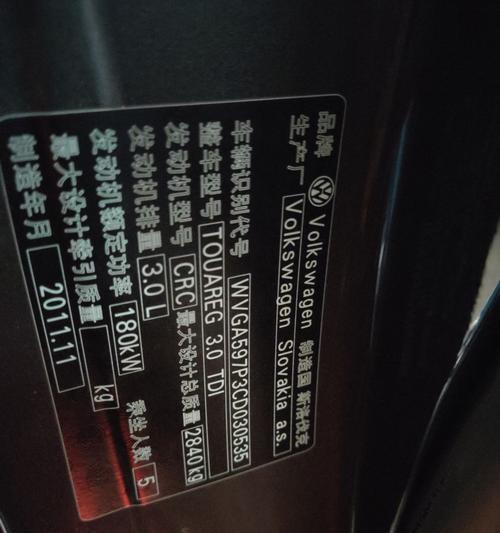 品牌 Volkswagen 制造国 斯洛伐克
生产厂 Volkswagen Slovakia a.s.
车辆识别代号 WVGA597P3CD030535
整车型号 TOUAREG 3.0 TDI
发动机型号 CRC 最大设计总质量 2840kg
发动机排量 3.0L
发动机额定功率 180kW 乘坐人数 5
最大设计牵引质量 kg
制造年月 2011.11